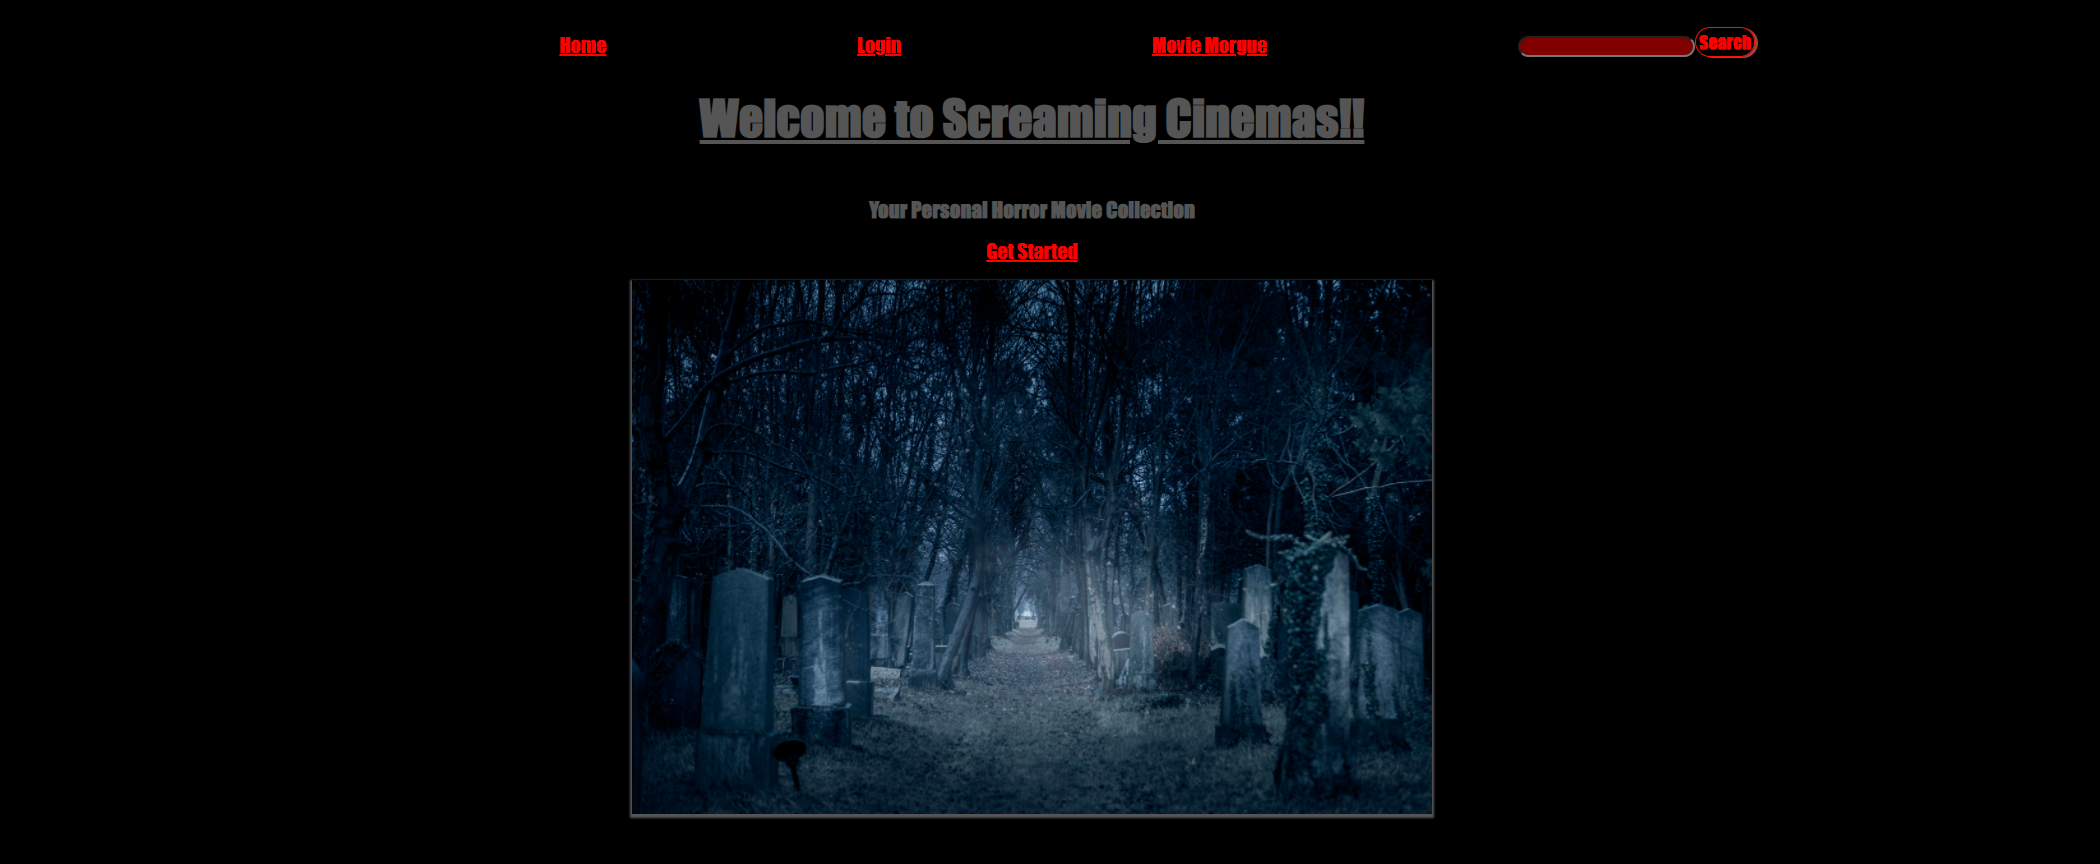 Home Login Movie Morgue Search
Welcome to Screaming Cinemas!!
Your Personal Horror Movie Collection
Get Started